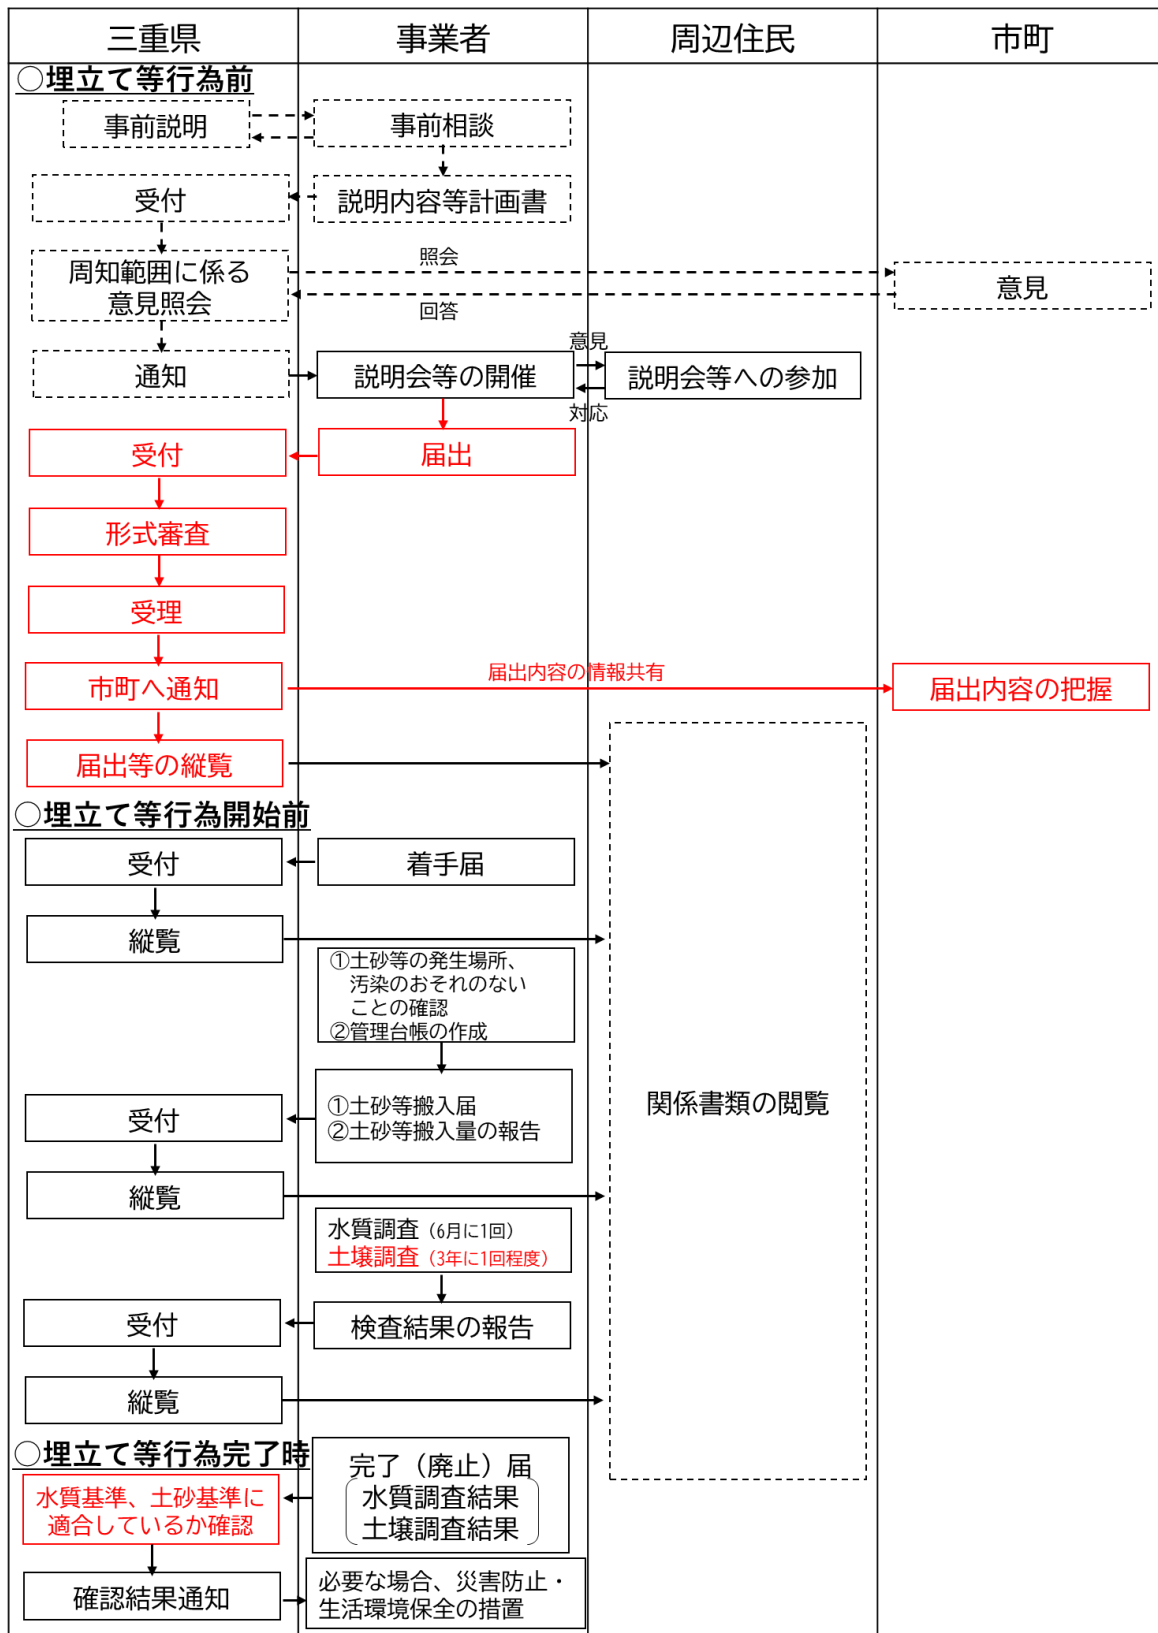 三重県
事業者
周辺住民
市町
○埋立て等行為前
事前説明
事前相談
受付
説明内容等計画書
周知範囲に係る
意見照会
照会
回答
意見
通知
説明会等の開催
意見
対応
説明会等への参加
受付
届出
形式審査
受理
市町へ通知
届出内容の情報共有
届出内容の把握
届出等の縦覧
○埋立て等行為開始前
受付
着手届
縦覧
①土砂等の発生場所、
汚染のおそれのない
ことの確認
②管理台帳の作成
関係書類の閲覧
受付
①土砂等搬入届
②土砂等搬入量の報告
縦覧
水質調査（6月に1回）
土壌調査（3年に1回程度）
受付
検査結果の報告
縦覧
○埋立て等行為完了時
完了（廃止）届
水質調査結果
土壌調査結果
水質基準、土砂基準に
適合しているか確認
確認結果通知
必要な場合、災害防止・
生活環境保全の措置